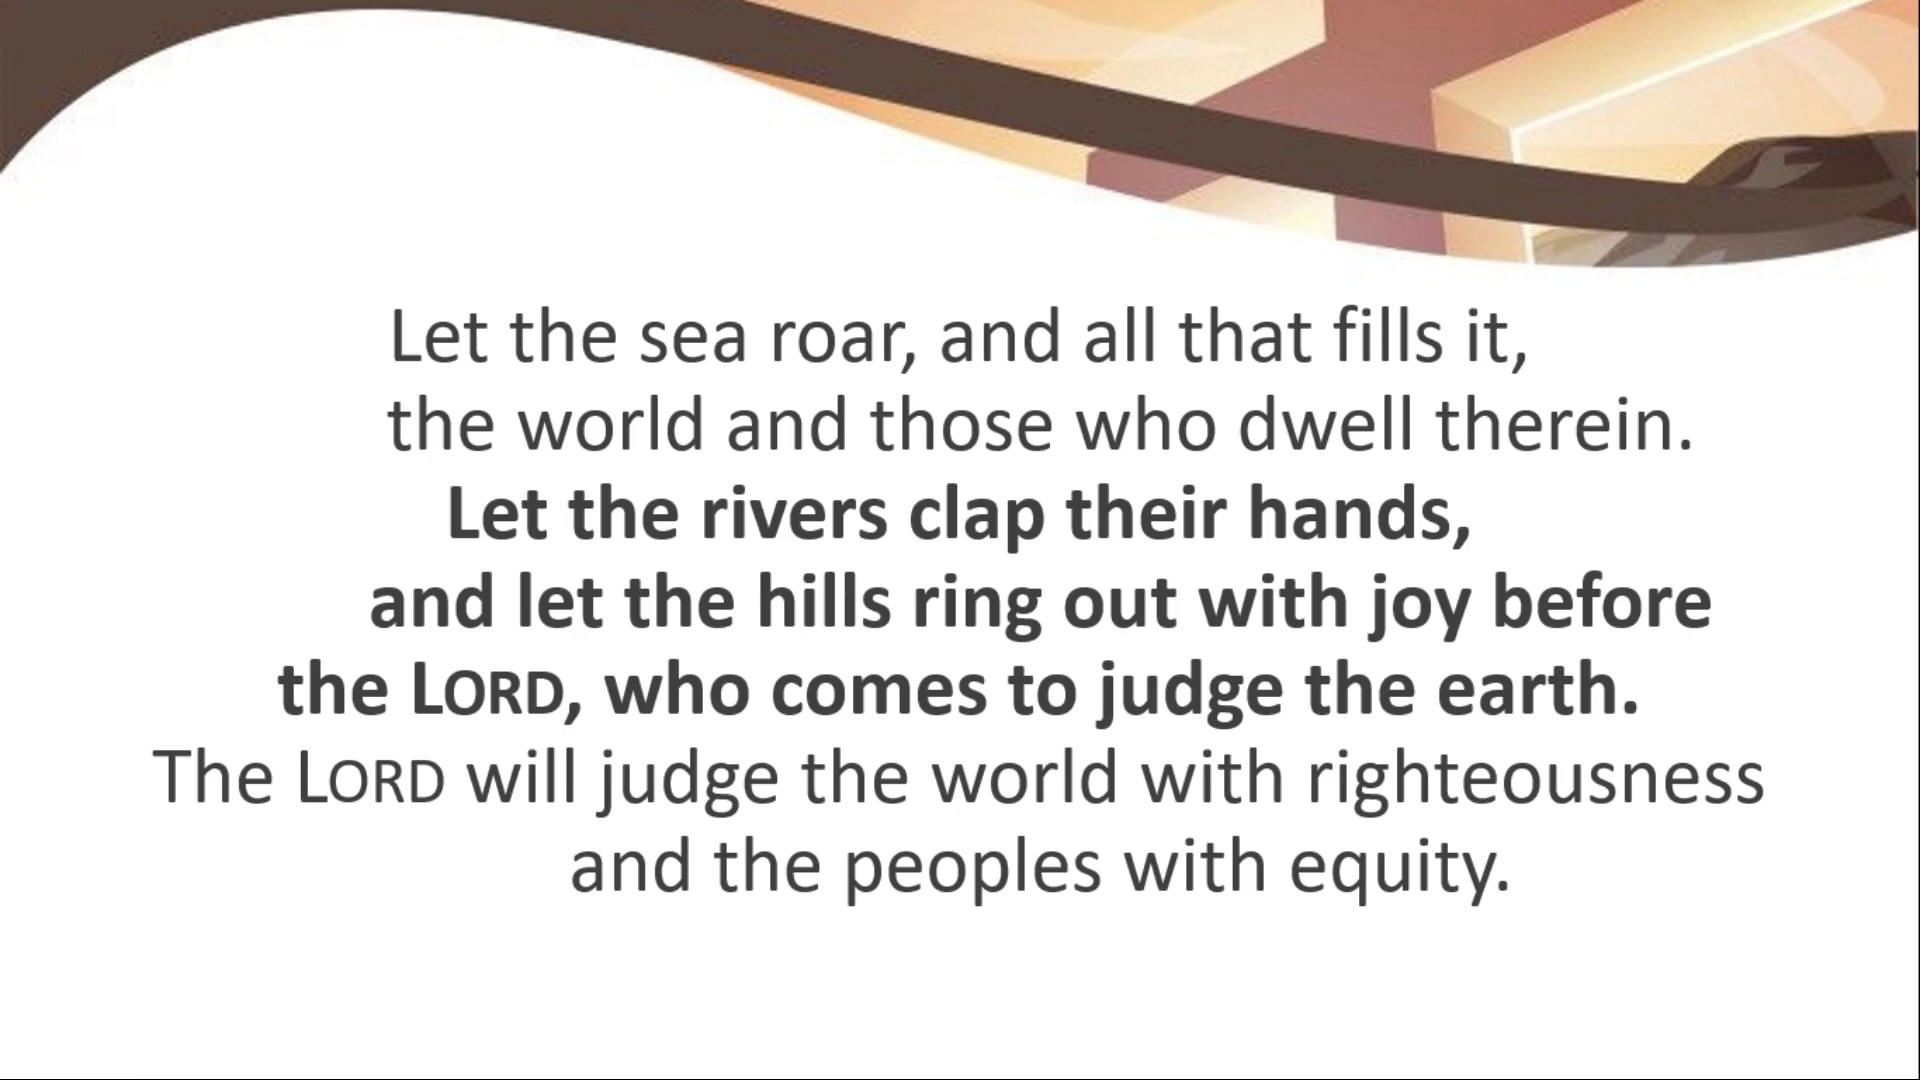 Let the sea roar, and all that fills it,
the world and those who dwell therein.
Let the rivers clap their hands,
and let the hills ring out with joy before
the LORD, who comes to judge the earth.
The LORD will judge the world with righteousness
and the peoples with equity.